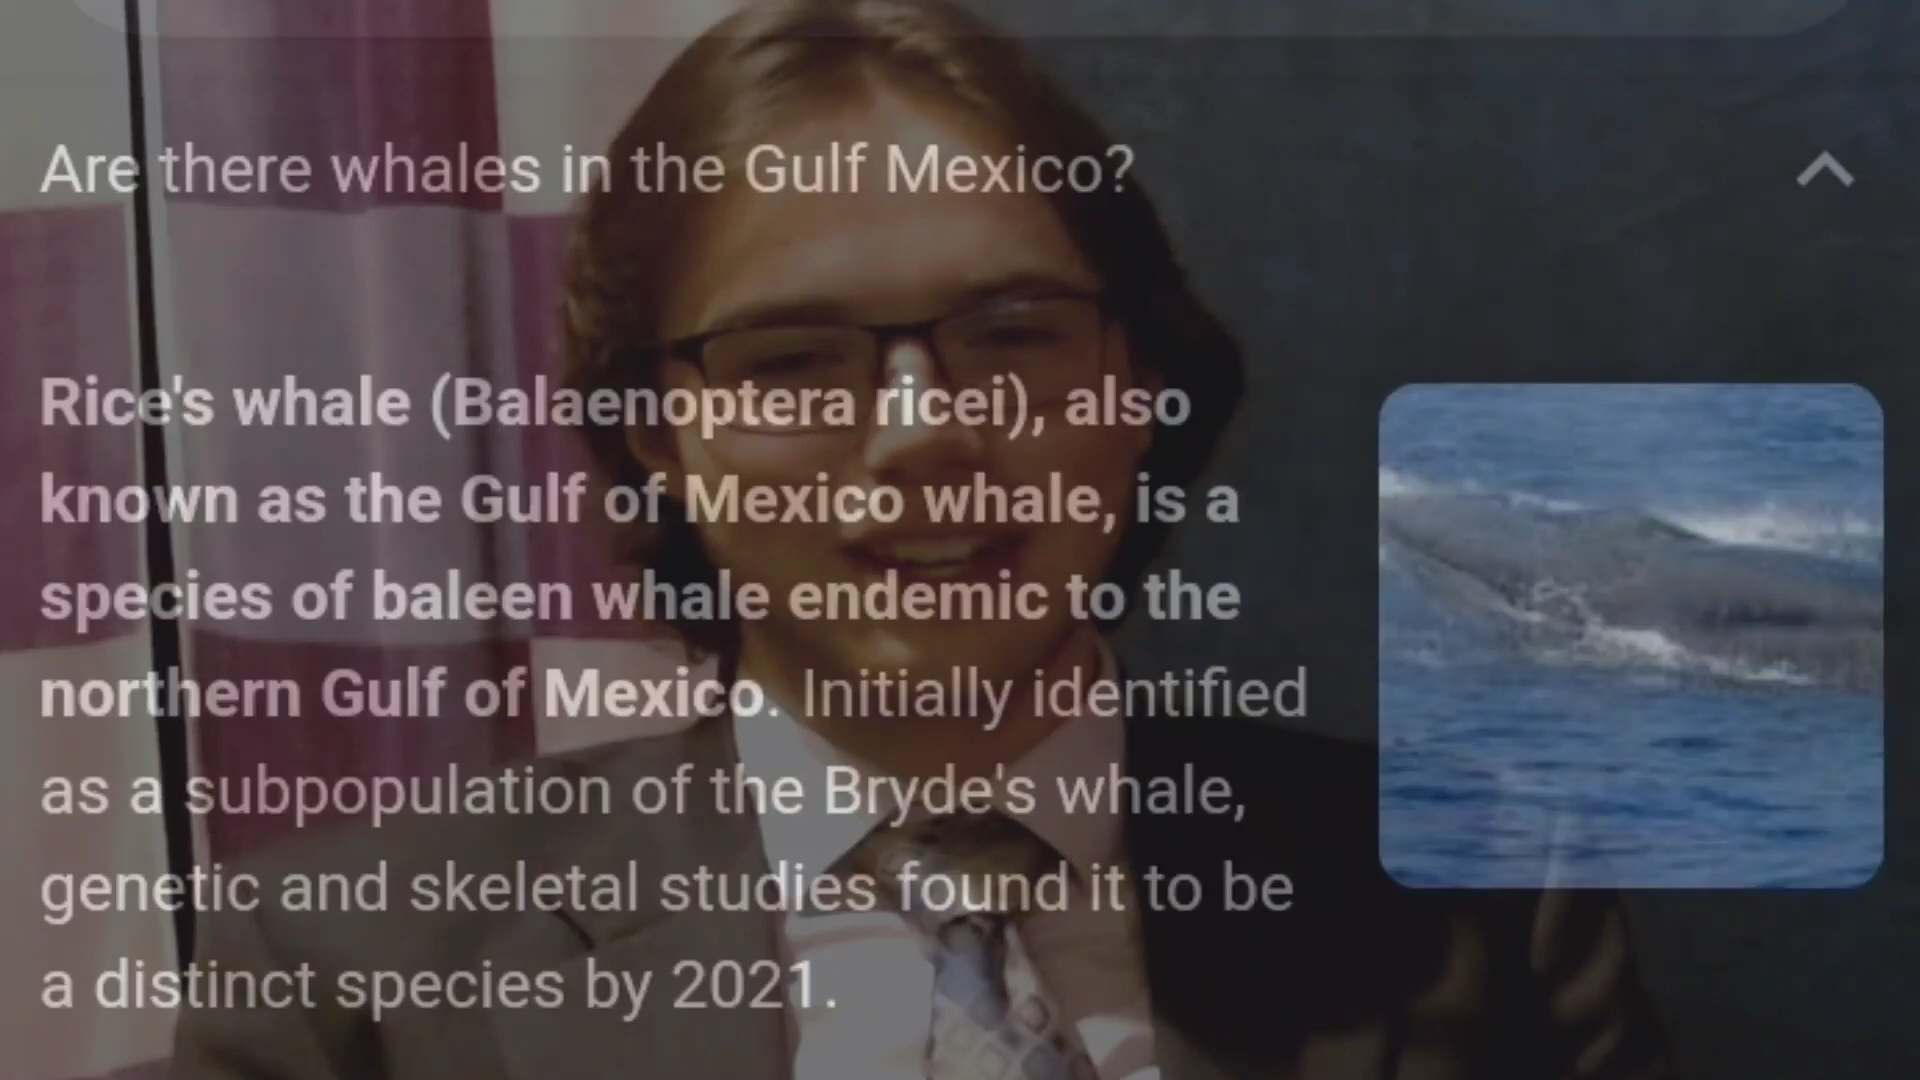 Are there whales in the Gulf Mexico?
Rice's whale (Balaenoptera ricei), also
known as the Gulf of Mexico whale, is a
species of baleen whale endemic to the
northern Gulf of Mexico. Initially identified
as a subpopulation of the Bryde's whale,
genetic and skeletal studies found it to be
a distinct species by 2021.